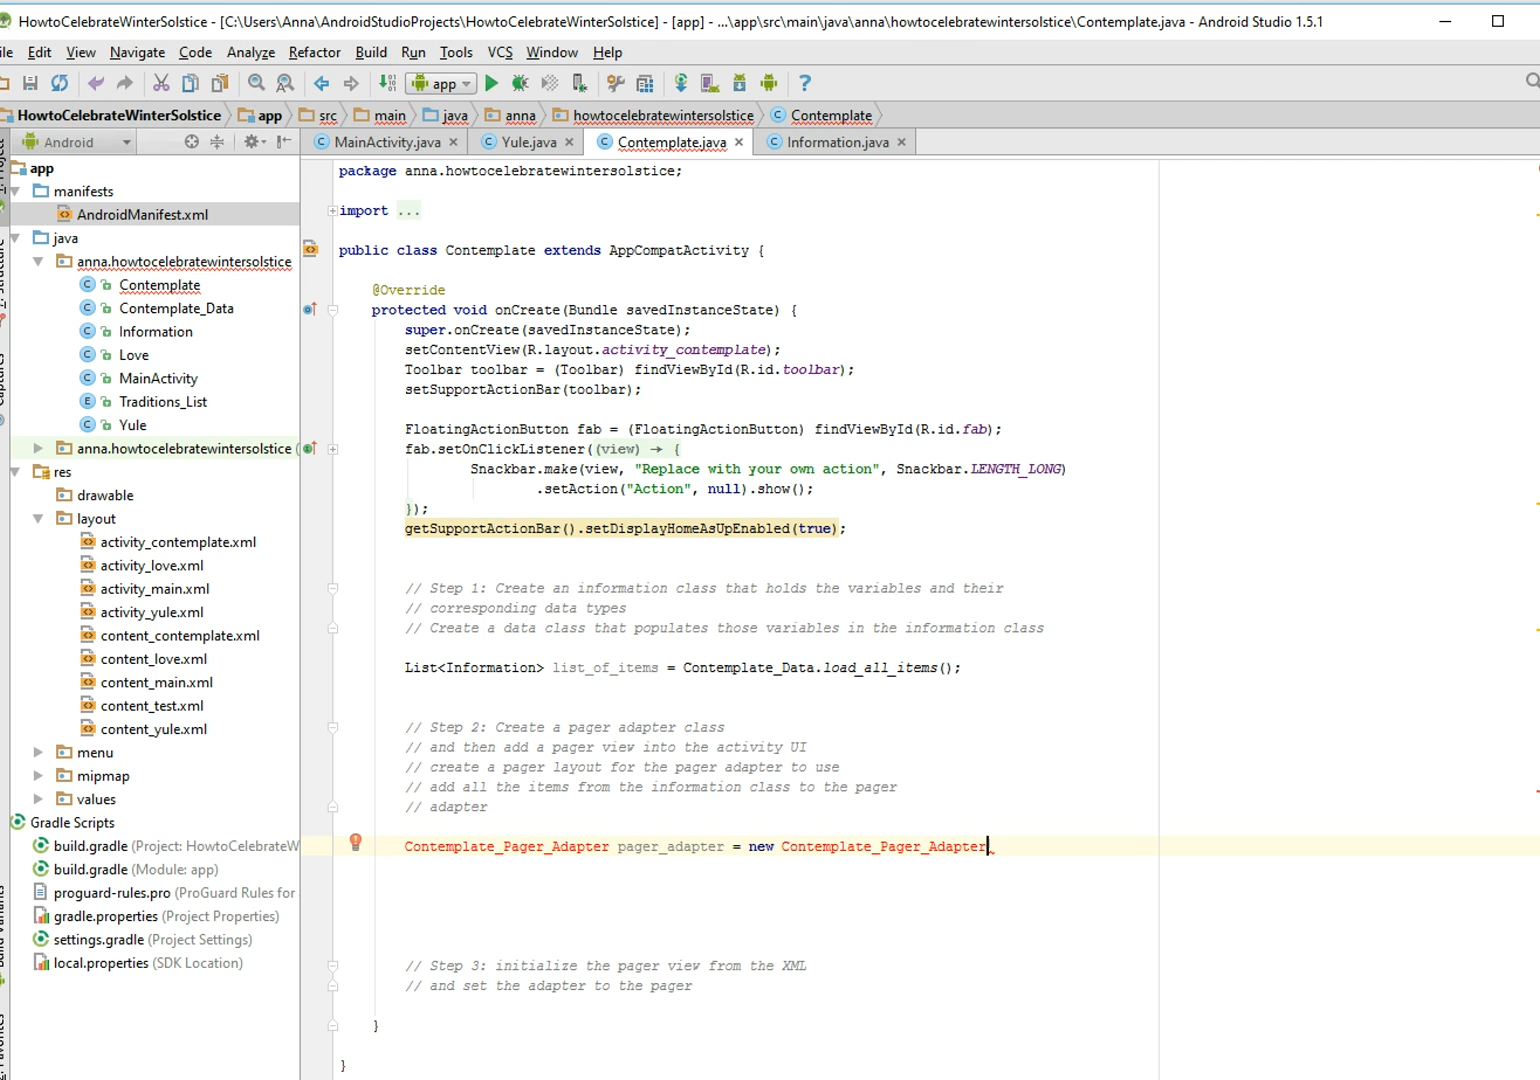 HowtoCelebrateWinterSolstice - [C:\Users\Anna\AndroidStudioProjects\HowtoCelebrateWinterSolstice] - [app] - ...\app\src\main\java\anna\howtocelebratewintersolstice\Contemplate.java - Android Studio 1.5.1
ile Edit View Navigate Code Analyze Refactor Build Run Tools VCS Window Help
app
HowtoCelebrateWinterSolstice app src main java anna howtocelebratewintersolstice Contemplate
Android MainActivity.java Yule.java Contemplate.java Information.java
app
manifests
AndroidManifest.xml
java
anna.howtocelebratewintersolstice
Contemplate
Contemplate_Data
Information
Love
MainActivity
Traditions_List
Yule
anna.howtocelebratewintersolstice (
res
drawable
layout
activity_contemplate.xml
activity_love.xml
activity_main.xml
activity_yule.xml
content_contemplate.xml
content_love.xml
content_main.xml
content_test.xml
content_yule.xml
menu
mipmap
values
Gradle Scripts
build.gradle (Project: HowtoCelebrateW
build.gradle (Module: app)
proguard-rules.pro (ProGuard Rules for
gradle.properties (Project Properties)
settings.gradle (Project Settings)
local.properties (SDK Location)
package anna.howtocelebratewintersolstice;
import ...
public class Contemplate extends AppCompatActivity {
@Override
protected void onCreate(Bundle savedInstanceState) {
super.onCreate(savedInstanceState);
setContentView(R.layout.activity_contemplate);
Toolbar toolbar = (Toolbar) findViewById(R.id.toolbar);
setSupportActionBar(toolbar);
FloatingActionButton fab = (FloatingActionButton) findViewById(R.id.fab);
fab.setOnClickListener((view) → {
Snackbar.make(view, "Replace with your own action", Snackbar.LENGTH_LONG)
.setAction("Action", null).show();
});
getSupportActionBar().setDisplayHomeAsUpEnabled(true);
// Step 1: Create an information class that holds the variables and their
// corresponding data types
// Create a data class that populates those variables in the information class
List<Information> list_of_items = Contemplate_Data.load_all_items();
// Step 2: Create a pager adapter class
// and then add a pager view into the activity UI
// create a pager layout for the pager adapter to use
// add all the items from the information class to the pager
// adapter
Contemplate_Pager_Adapter pager_adapter = new Contemplate_Pager_Adapter
// Step 3: initialize the pager view from the XML
// and set the adapter to the pager
}
}